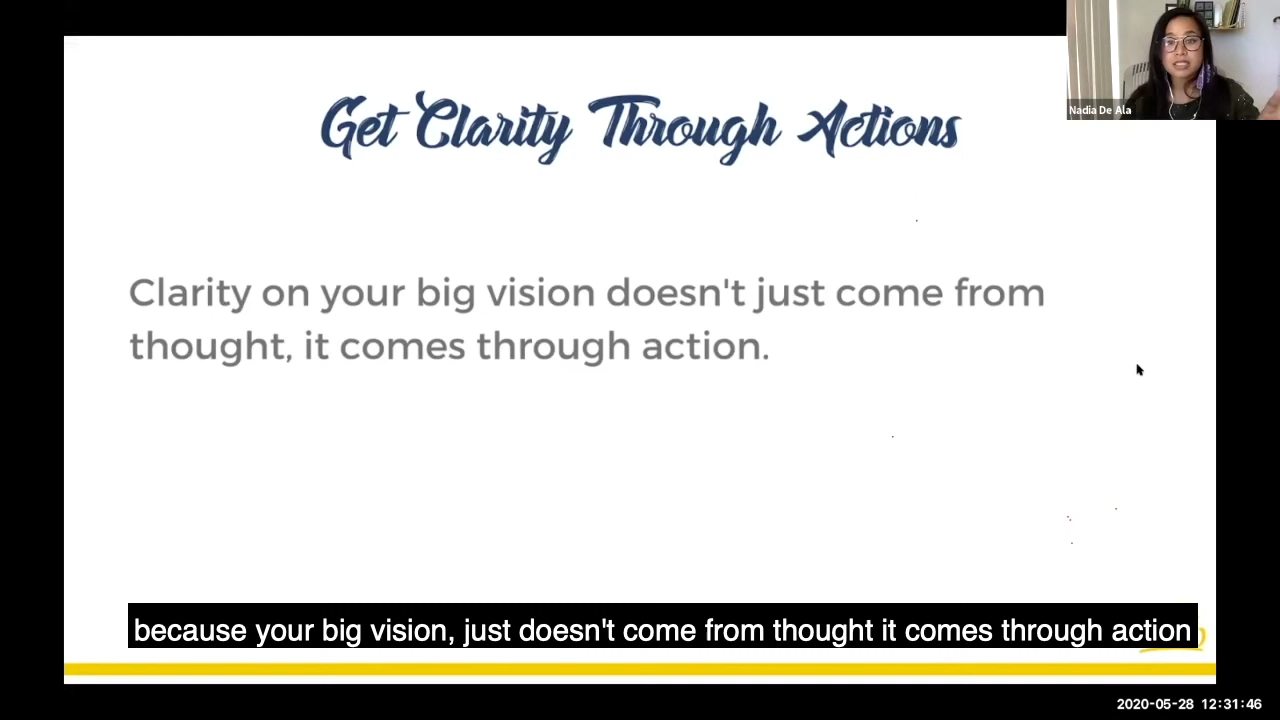 Get Clarity Through Actions
Nadia De Ala
Clarity on your big vision doesn't just come from
thought, it comes through action.
because your big vision, just doesn't come from thought it comes through action
2020-05-28 12:31:46